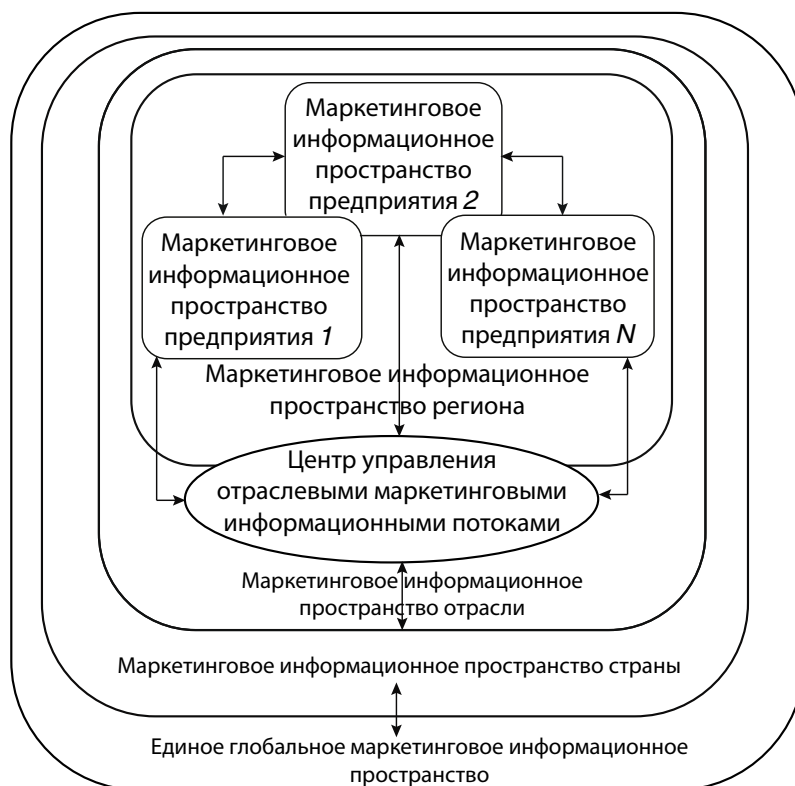 Маркетинговое
информационное
пространство
предприятия 2
Маркетинговое
информационное
пространство
предприятия 1
Маркетинговое
информационное
пространство
предприятия N
Маркетинговое информационное
пространство региона
Центр управления
отраслевыми маркетинговыми
информационными потоками
Маркетинговое информационное
пространство отрасли
Маркетинговое информационное пространство страны
Единое глобальное маркетинговое информационное
пространство